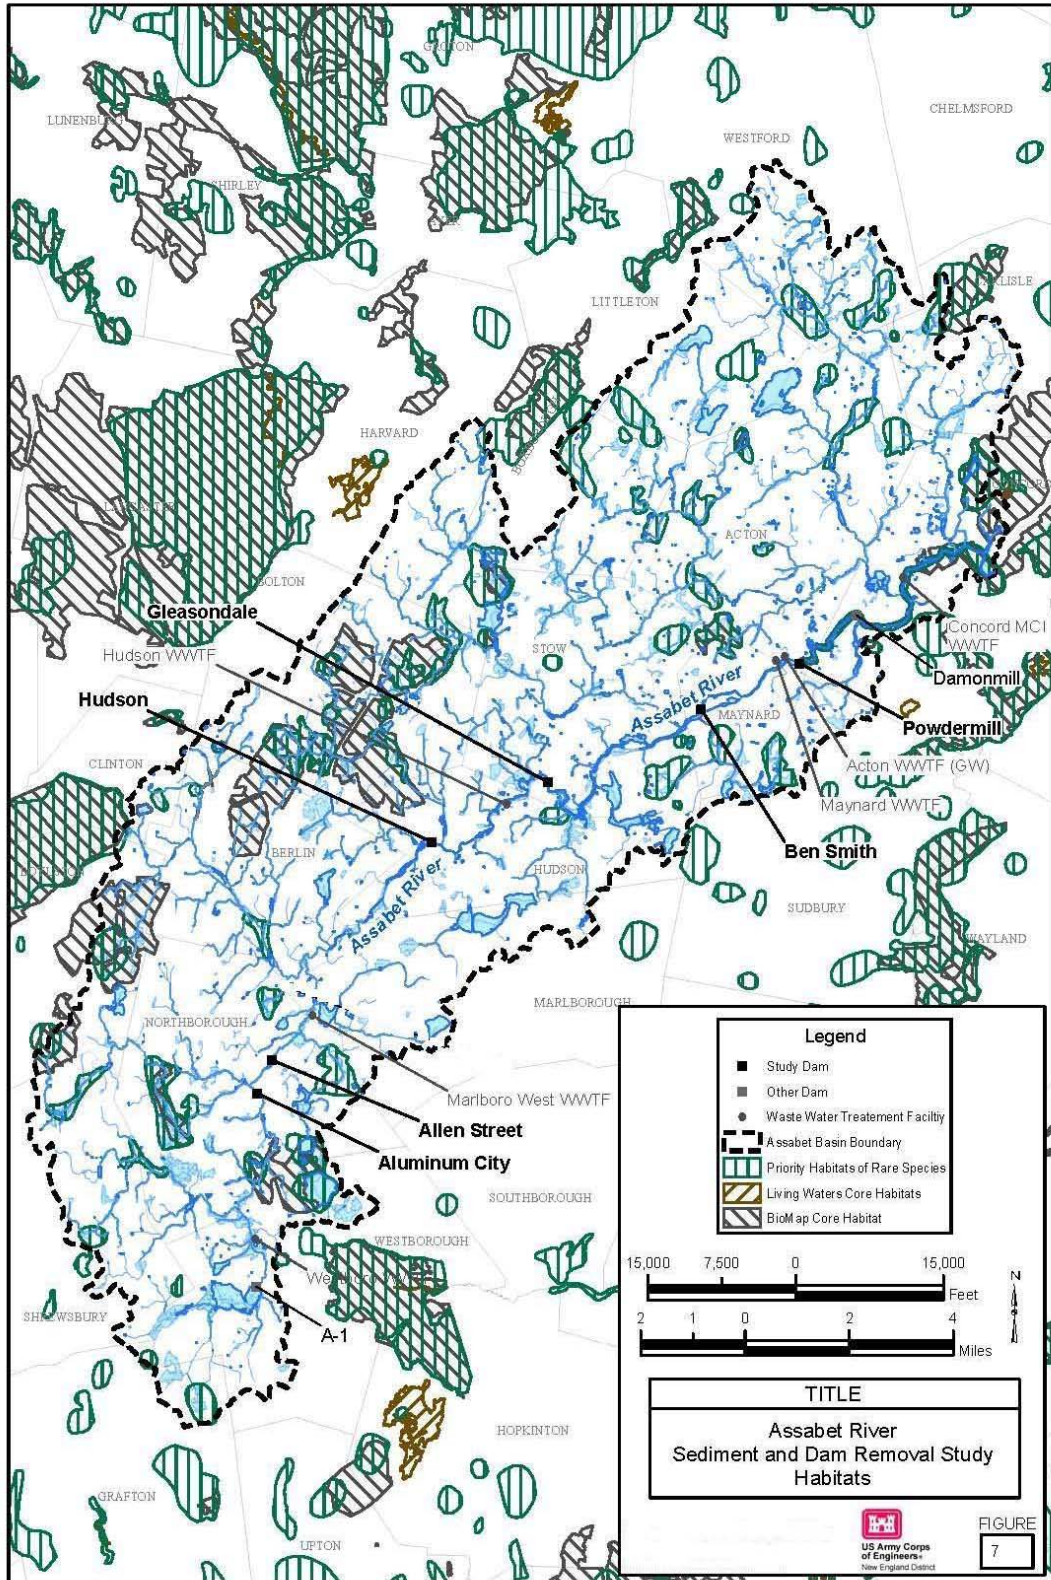 GROTON
CHELMSFORD
LUNENBURG
WESTFORD
SHIRLEY
AYER
CARLISLE
LITTLETON
HARVARD
BOXBOROUGH
LANCASTER
ACTON
BOLTON
Gleasondale
Hudson WWTF
STOW
Concord MCI
WWTF
Damonmill
Hudson
Assabet River
MAYNARD
Powdermill
CLINTON
Acton WWTF (GW)
Maynard WWTF
BERLIN
Ben Smith
HUDSON
Assabet River
SUDBURY
WAYLAND
MARLBOROUGH
NORTHBOROUGH
Marlboro West WWTF
Allen Street
Aluminum City
SOUTHBOROUGH
WESTBOROUGH
SHREWSBURY
A-1
HOPKINTON
GRAFTON
UPTON
Legend
Study Dam
Other Dam
Waste Water Treatement Faciltiy
Assabet Basin Boundary
Priority Habitats of Rare Species
Living Waters Core Habitats
BioMap Core Habitat
15,000 7,500 0 15,000
Feet
N
2 1 0 2 4
Miles
TITLE
Assabet River
Sediment and Dam Removal Study
Habitats
US Army Corps
of Engineers®
New England District
FIGURE
7